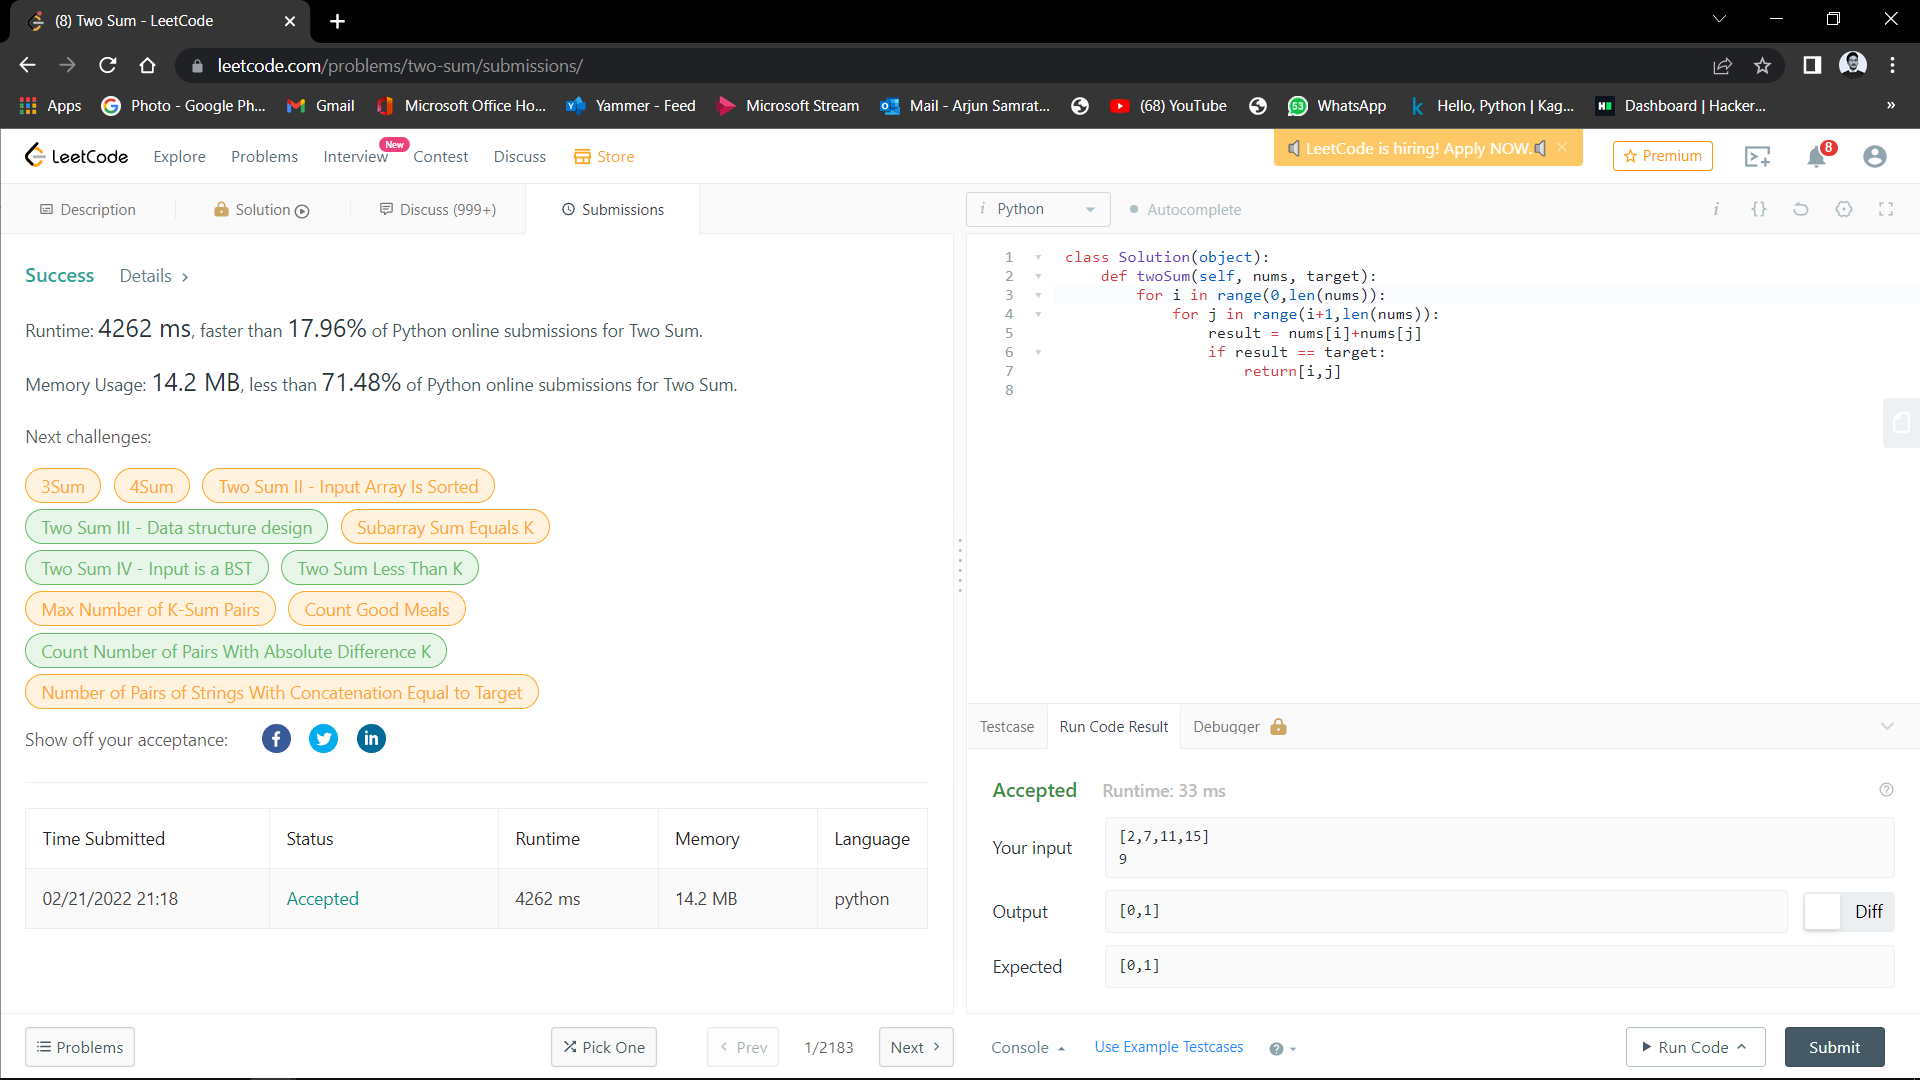 (8) Two Sum - LeetCode
leetcode.com/problems/two-sum/submissions/
Apps Photo - Google Ph... Gmail Microsoft Office Ho... Yammer - Feed Microsoft Stream Mail - Arjun Samrat... (68) YouTube 53 WhatsApp Hello, Python | Kag... Dashboard | Hacker... »
LeetCode Explore Problems Interview New Contest Discuss Store LeetCode is hiring! Apply NOW. Premium 8
Description Solution Discuss (999+) Submissions
Python Autocomplete
Success Details
Runtime: 4262 ms, faster than 17.96% of Python online submissions for Two Sum.
Memory Usage: 14.2 MB, less than 71.48% of Python online submissions for Two Sum.
Next challenges:
3Sum 4Sum Two Sum II - Input Array Is Sorted
Two Sum III - Data structure design Subarray Sum Equals K
Two Sum IV - Input is a BST Two Sum Less Than K
Max Number of K-Sum Pairs Count Good Meals
Count Number of Pairs With Absolute Difference K
Number of Pairs of Strings With Concatenation Equal to Target
Show off your acceptance:
Time Submitted Status Runtime Memory Language
02/21/2022 21:18 Accepted 4262 ms 14.2 MB python
Problems Pick One Prev 1/2183 Next
1 class Solution(object):
2 def twoSum(self, nums, target):
3 for i in range(0,len(nums)):
4 for j in range(i+1,len(nums)):
5 result = nums[i]+nums[j]
6 if result == target:
7 return[i,j]
8
Testcase Run Code Result Debugger
Accepted Runtime: 33 ms
Your input
[2,7,11,15]
9
Output [0,1] Diff
Expected [0,1]
Console Use Example Testcases Run Code Submit